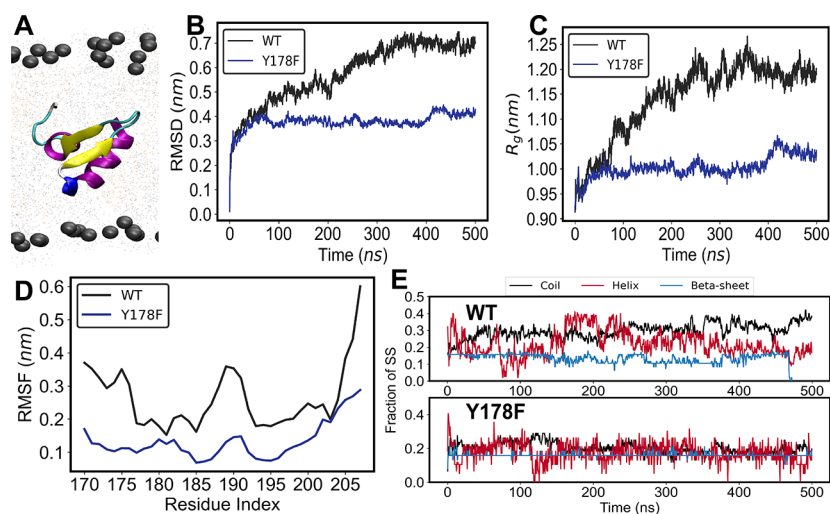 A
B
WT
Y178F
RMSD (nm)
0.7
0.6
0.5
0.4
0.3
0.2
0.1
0.0
0 100 200 300 400 500
Time (ns)
C
WT
Y178F
Rg(nm)
1.25
1.20
1.15
1.10
1.05
1.00
0.95
0.90
0 100 200 300 400 500
Time (ns)
D
WT
Y178F
RMSF (nm)
0.6
0.5
0.4
0.3
0.2
0.1
170 175 180 185 190 195 200 205
Residue Index
E
Coil Helix Beta-sheet
WT
Fraction of SS
0.5
0.4
0.3
0.2
0.1
0.0
0 100 200 300 400 500
Y178F
0.4
0.2
0.0
0 100 200 300 400 500
Time (ns)